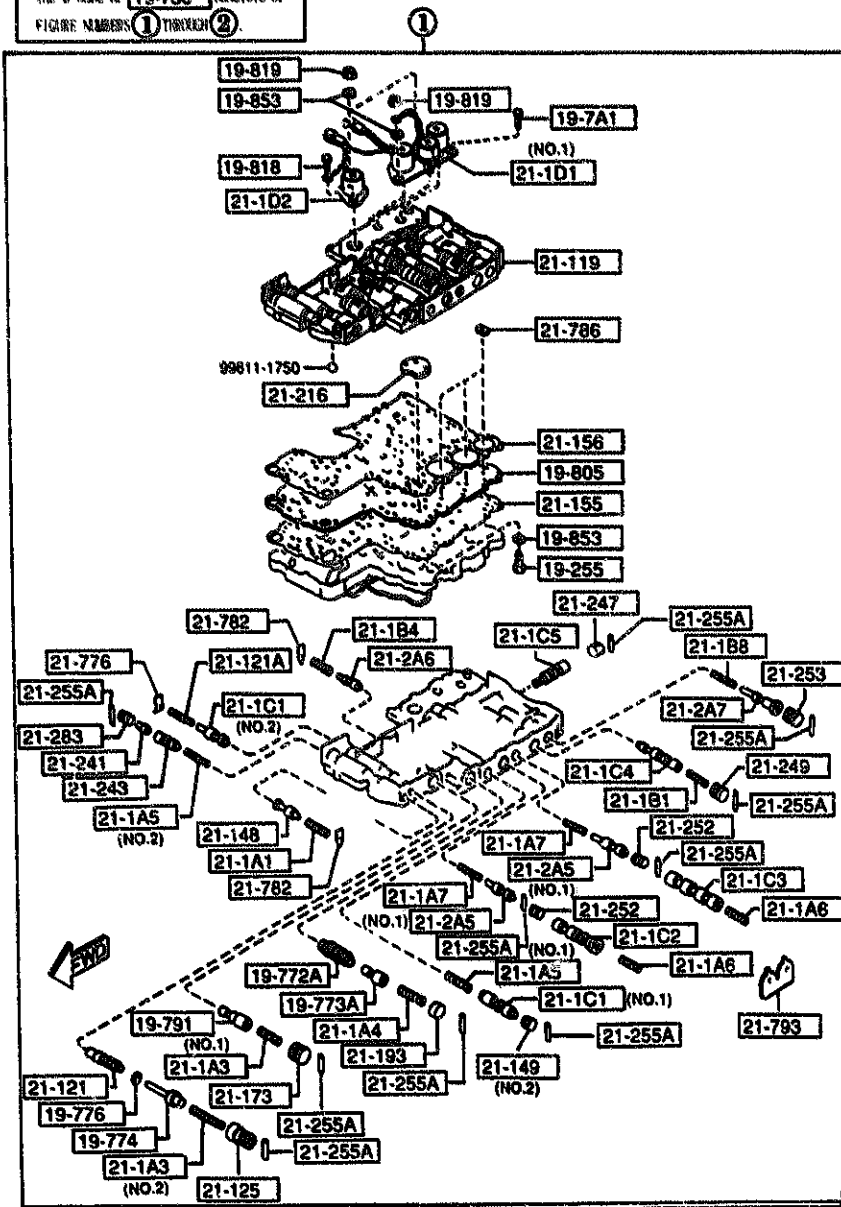 FIGURE NUMBERS ① THROUGH ②.
①
19-819
19-853
19-819
19-7A1
(NO.1)
19-818
21-1D1
21-1D2
21-119
21-786
99611-1750
21-216
21-156
19-805
21-155
19-853
19-255
21-247
21-255A
21-782
21-1B4
21-1C5
21-1B8
21-776
21-121A
21-2A6
21-253
21-255A
21-1C1
(NO.2)
21-2A7
21-283
21-255A
21-241
21-243
21-1C4
21-249
21-1A5
(NO.2)
21-1B1
21-255A
21-148
21-1A7
21-252
21-1A1
21-2A5
(NO.1)
21-255A
21-782
21-1A7
21-1C3
(NO.1)
21-2A5
21-252
21-1A6
21-255A
(NO.1)
21-1C2
FWD
19-772A
21-1A5
21-1A6
19-773A
21-1C1
(NO.1)
19-791
(NO.1)
21-1A4
21-793
21-1A3
21-193
21-255A
21-149
(NO.2)
21-121
21-173
21-255A
19-776
21-255A
19-774
21-255A
21-1A3
(NO.2)
21-125